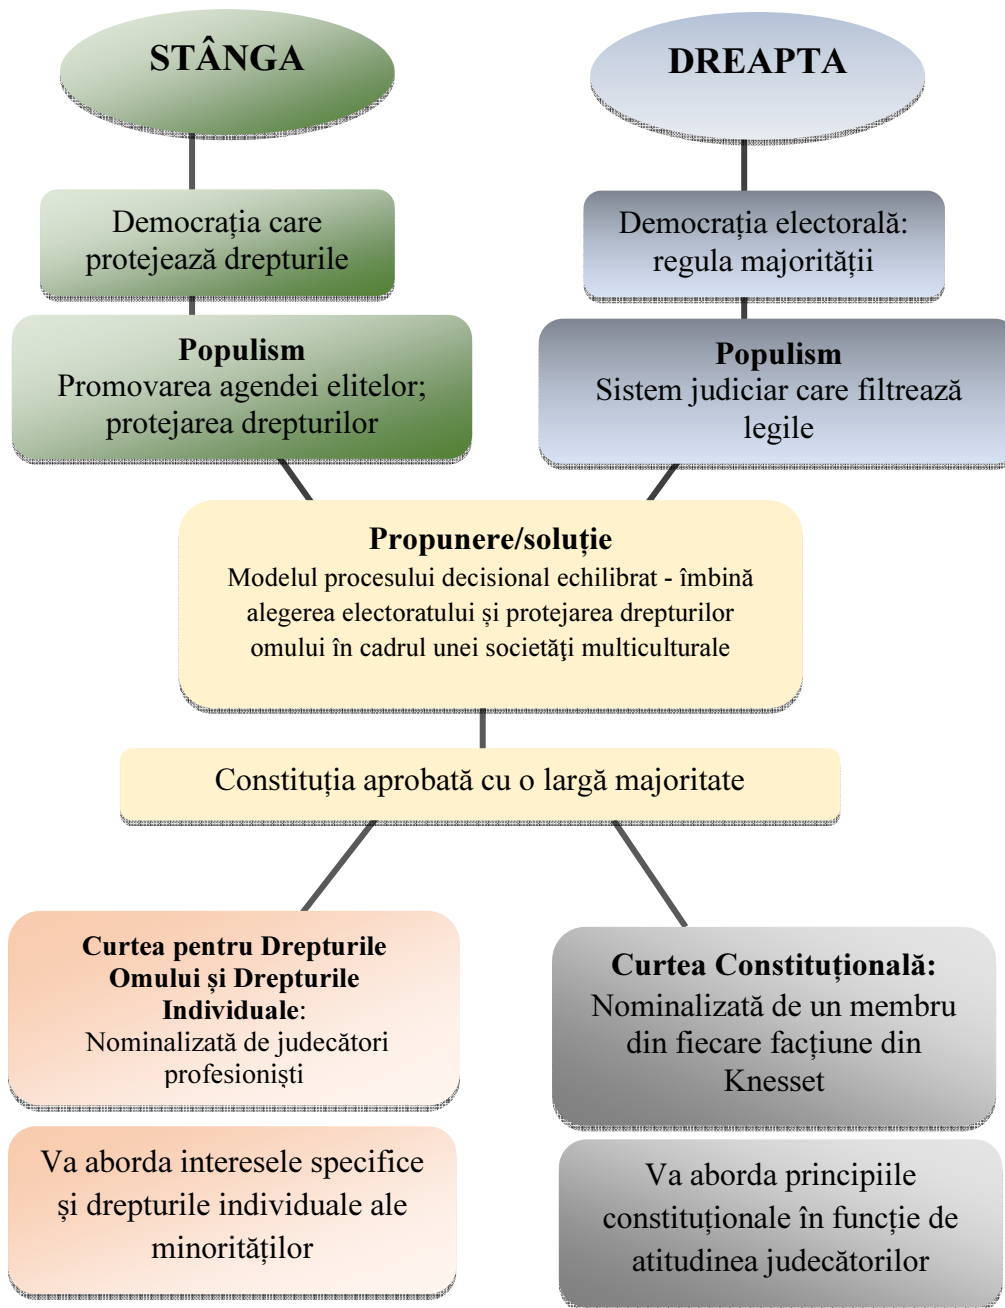 STÂNGA
DREAPTA
Democrația care
protejează drepturile
Democrația electorală:
regula majorității
Populism
Promovarea agendei elitelor;
protejarea drepturilor
Populism
Sistem judiciar care filtrează
legile
Propunere/soluție
Modelul procesului decisional echilibrat - îmbină
alegerea electoratului și protejarea drepturilor
omului în cadrul unei societăţi multiculturale
Constituția aprobată cu o largă majoritate
Curtea pentru Drepturile
Omului și Drepturile
Individuale:
Nominalizată de judecători
profesioniști
Curtea Constituțională:
Nominalizată de un membru
din fiecare facțiune din
Knesset
Va aborda interesele specifice
și drepturile individuale ale
minorităților
Va aborda principiile
constituționale în funcție de
atitudinea judecătorilor